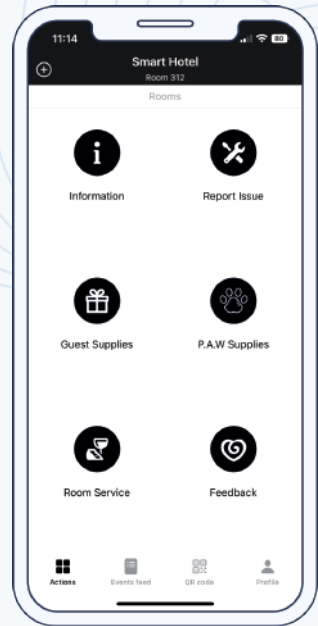 11:14
80
Smart Hotel
Room 312
Rooms
Information
Report Issue
Guest Supplies
P.A.W Supplies
Room Service
Feedback
Actions
Events feed
QR code
Profile